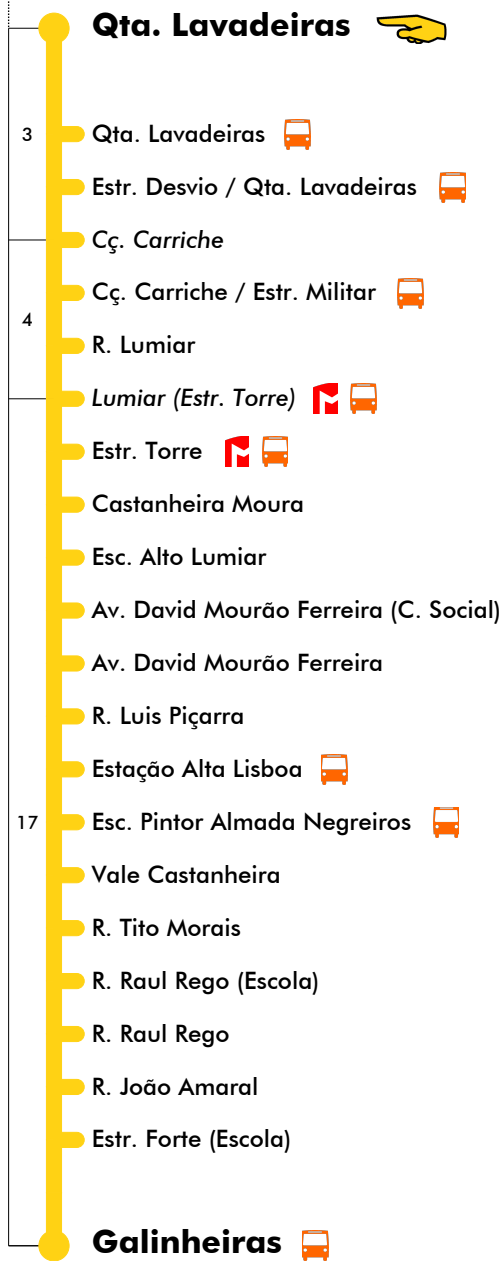 Qta. Lavadeiras
3
Qta. Lavadeiras
Estr. Desvio / Qta. Lavadeiras
Cç. Carriche
Cç. Carriche / Estr. Militar
4
R. Lumiar
Lumiar (Estr. Torre)
Estr. Torre
Castanheira Moura
Esc. Alto Lumiar
Av. David Mourão Ferreira (C. Social)
Av. David Mourão Ferreira
R. Luis Piçarra
Estação Alta Lisboa
17
Esc. Pintor Almada Negreiros
Vale Castanheira
R. Tito Morais
R. Raul Rego (Escola)
R. Raul Rego
R. João Amaral
Estr. Forte (Escola)
Galinheiras